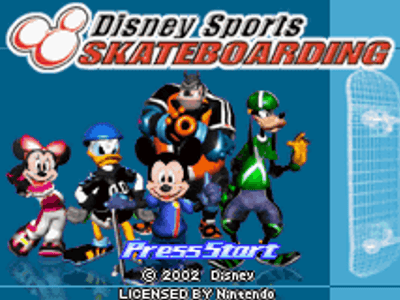 Disney Sports
SKATEBOARDING
Press Start
© 2002 Disney
LICENSED BY Nintendo